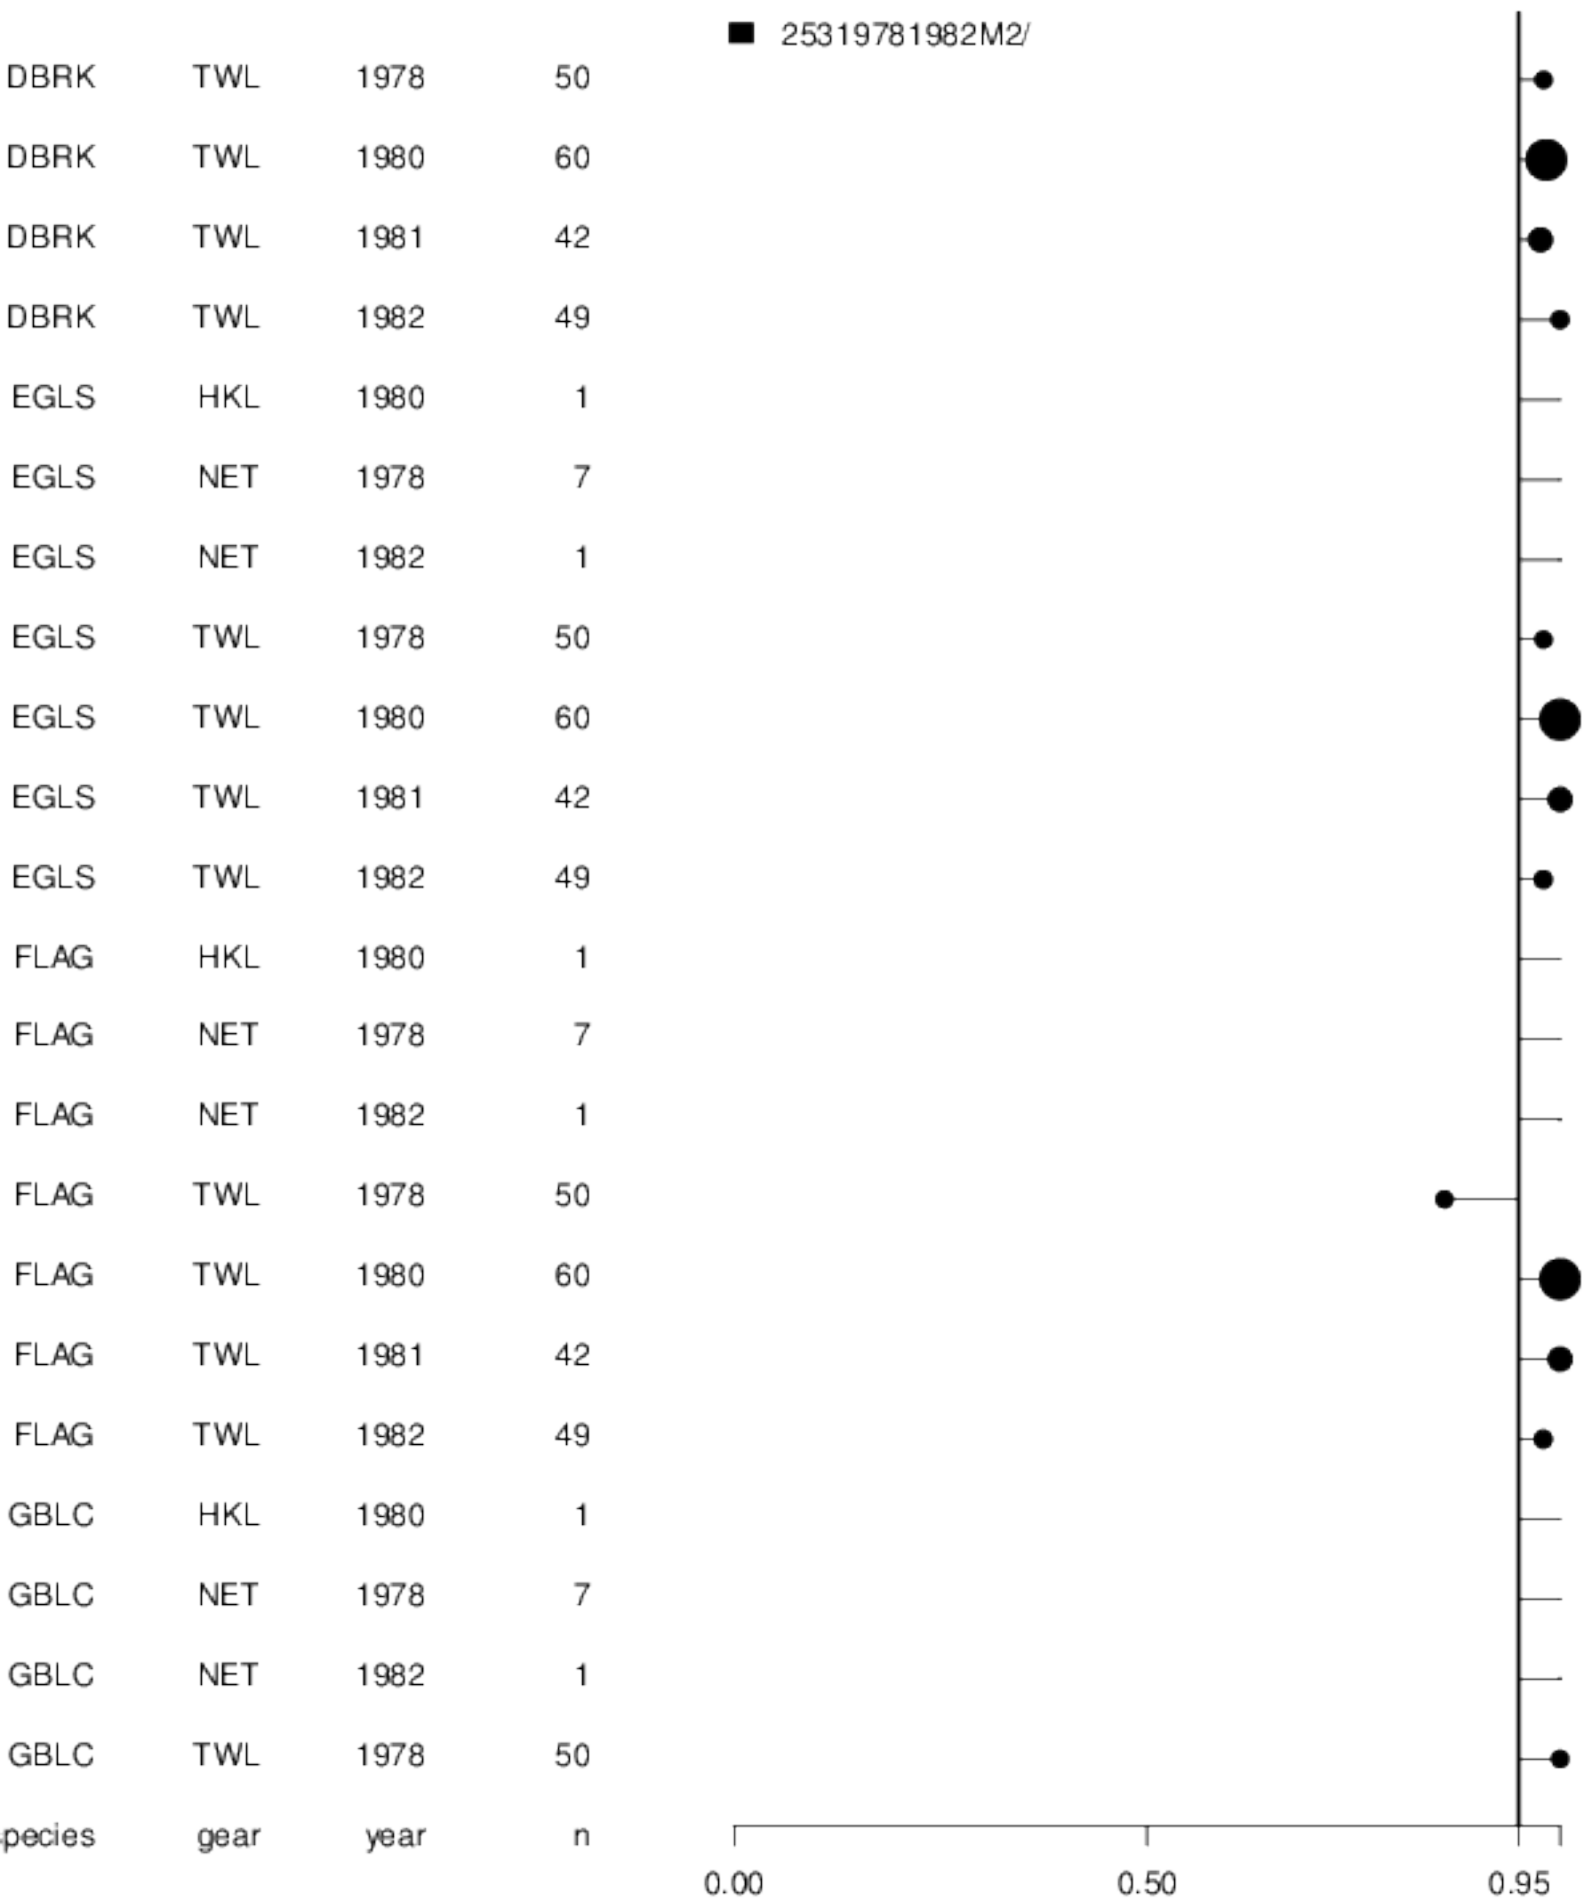 25319781982M2/
DBRK TWL 1978 50
DBRK TWL 1980 60
DBRK TWL 1981 42
DBRK TWL 1982 49
EGLS HKL 1980 1
EGLS NET 1978 7
EGLS NET 1982 1
EGLS TWL 1978 50
EGLS TWL 1980 60
EGLS TWL 1981 42
EGLS TWL 1982 49
FLAG HKL 1980 1
FLAG NET 1978 7
FLAG NET 1982 1
FLAG TWL 1978 50
FLAG TWL 1980 60
FLAG TWL 1981 42
FLAG TWL 1982 49
GBLC HKL 1980 1
GBLC NET 1978 7
GBLC NET 1982 1
GBLC TWL 1978 50
pecies gear year n
0.00 0.50 0.95